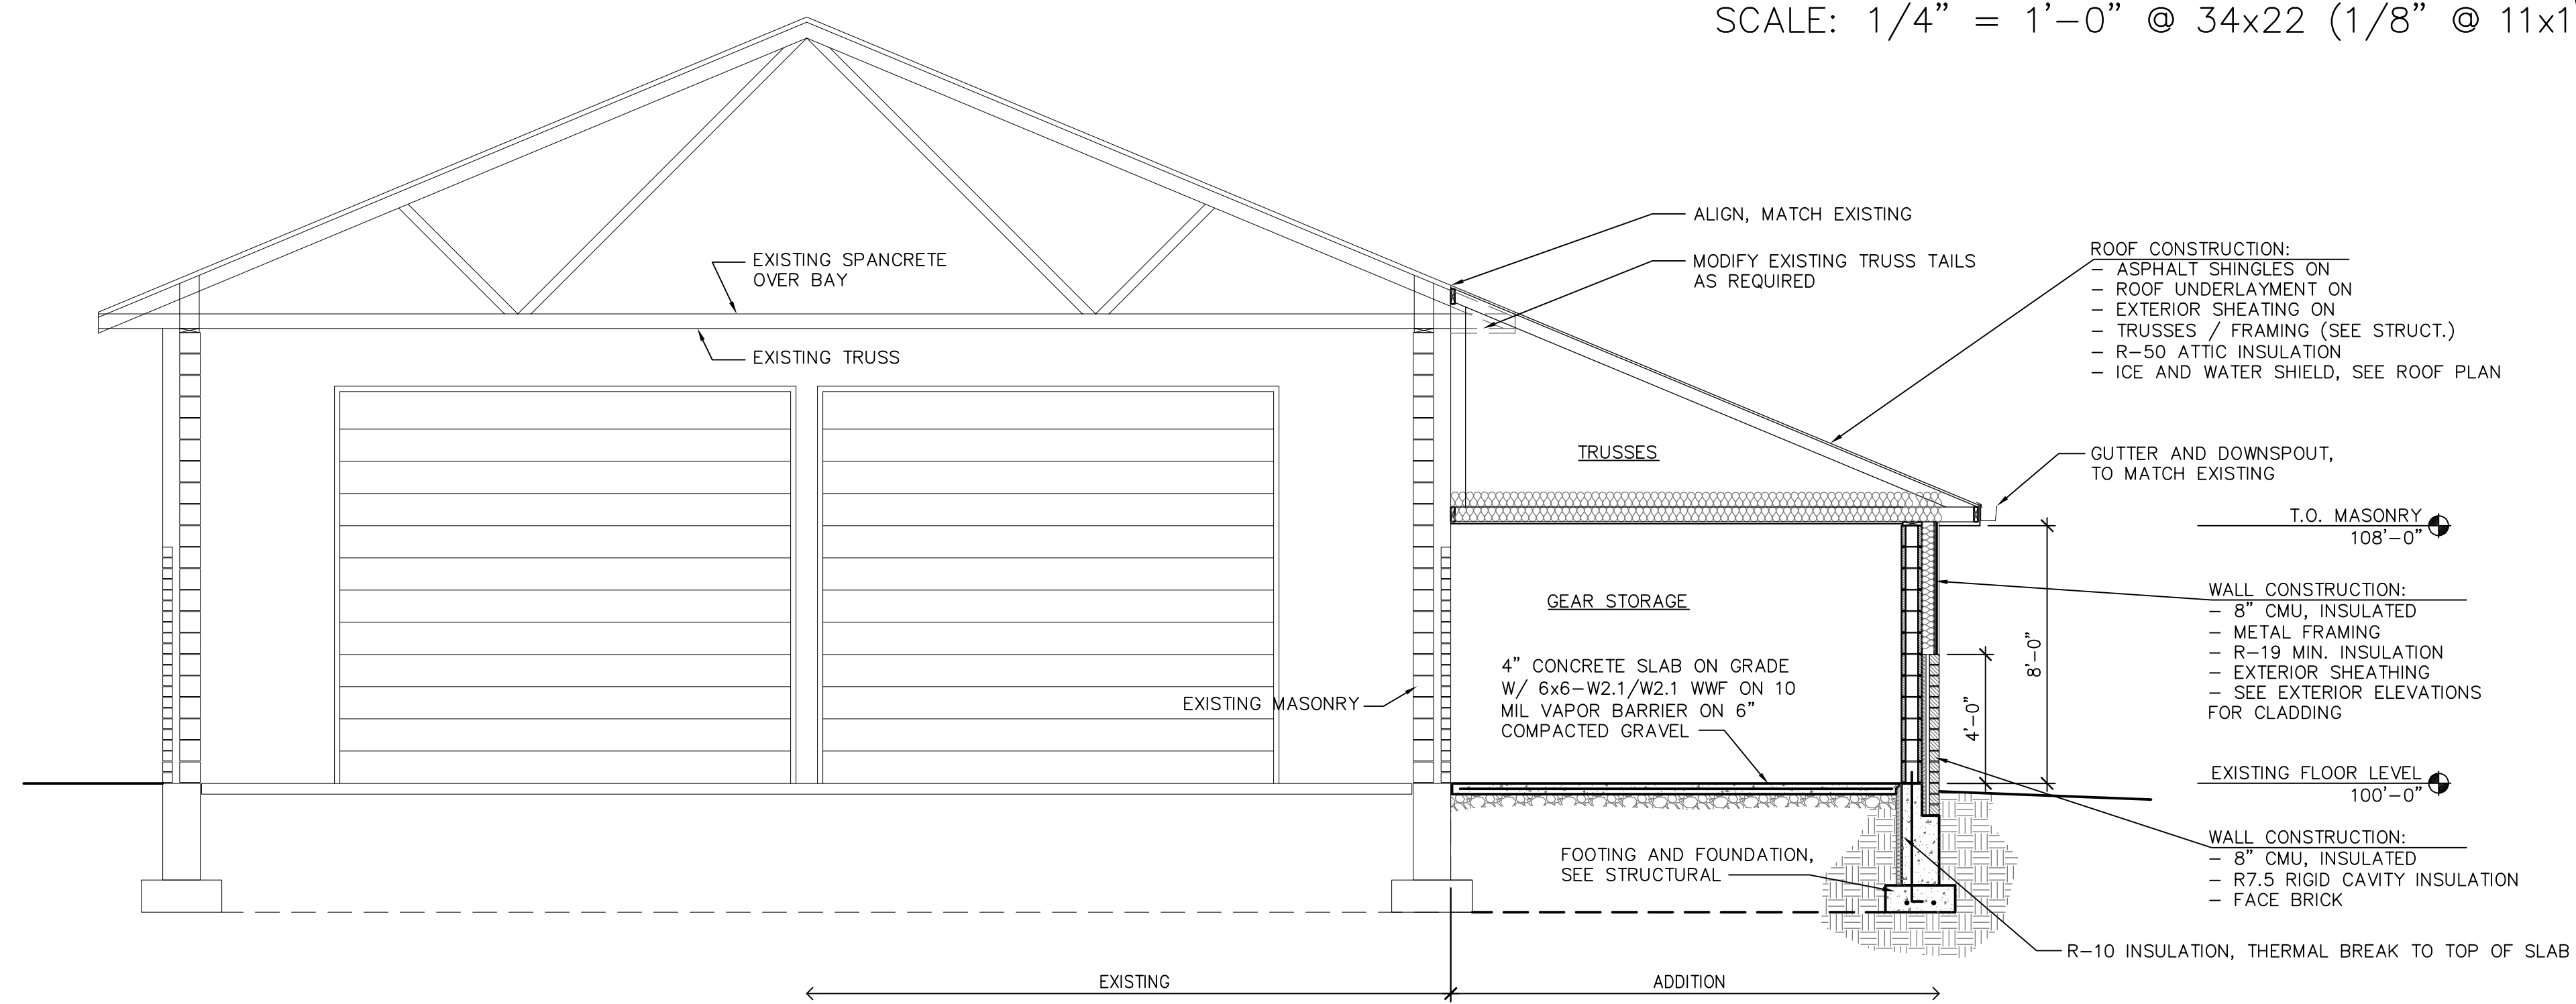 SCALE: 1/4" = 1'-0" @ 34x22 (1/8" @ 11x1
ALIGN, MATCH EXISTING
MODIFY EXISTING TRUSS TAILS
AS REQUIRED
EXISTING SPANCRETE
OVER BAY
EXISTING TRUSS
ROOF CONSTRUCTION:
- ASPHALT SHINGLES ON
- ROOF UNDERLAYMENT ON
- EXTERIOR SHEATING ON
- TRUSSES / FRAMING (SEE STRUCT.)
- R-50 ATTIC INSULATION
- ICE AND WATER SHIELD, SEE ROOF PLAN
TRUSSES
GUTTER AND DOWNSPOUT,
TO MATCH EXISTING
T.O. MASONRY
108'-0"
GEAR STORAGE
WALL CONSTRUCTION:
- 8" CMU, INSULATED
- METAL FRAMING
- R-19 MIN. INSULATION
- EXTERIOR SHEATHING
- SEE EXTERIOR ELEVATIONS
FOR CLADDING
8'-0"
4'-0"
4" CONCRETE SLAB ON GRADE
W/ 6x6-W2.1/W2.1 WWF ON 10
MIL VAPOR BARRIER ON 6"
COMPACTED GRAVEL
EXISTING MASONRY
EXISTING FLOOR LEVEL
100'-0"
WALL CONSTRUCTION:
- 8" CMU, INSULATED
- R7.5 RIGID CAVITY INSULATION
- FACE BRICK
FOOTING AND FOUNDATION,
SEE STRUCTURAL
R-10 INSULATION, THERMAL BREAK TO TOP OF SLAB
EXISTING
ADDITION